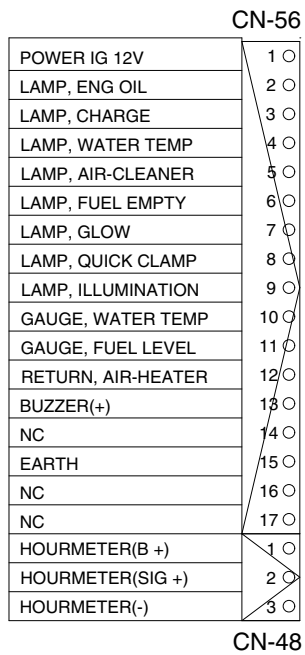 CN-56
POWER IG 12V 1
LAMP, ENG OIL 2
LAMP, CHARGE 3
LAMP, WATER TEMP 4
LAMP, AIR-CLEANER 5
LAMP, FUEL EMPTY 6
LAMP, GLOW 7
LAMP, QUICK CLAMP 8
LAMP, ILLUMINATION 9
GAUGE, WATER TEMP 10
GAUGE, FUEL LEVEL 11
RETURN, AIR-HEATER 12
BUZZER(+) 13
NC 14
EARTH 15
NC 16
NC 17
HOURMETER(B +) 1
HOURMETER(SIG +) 2
HOURMETER(-) 3
CN-48